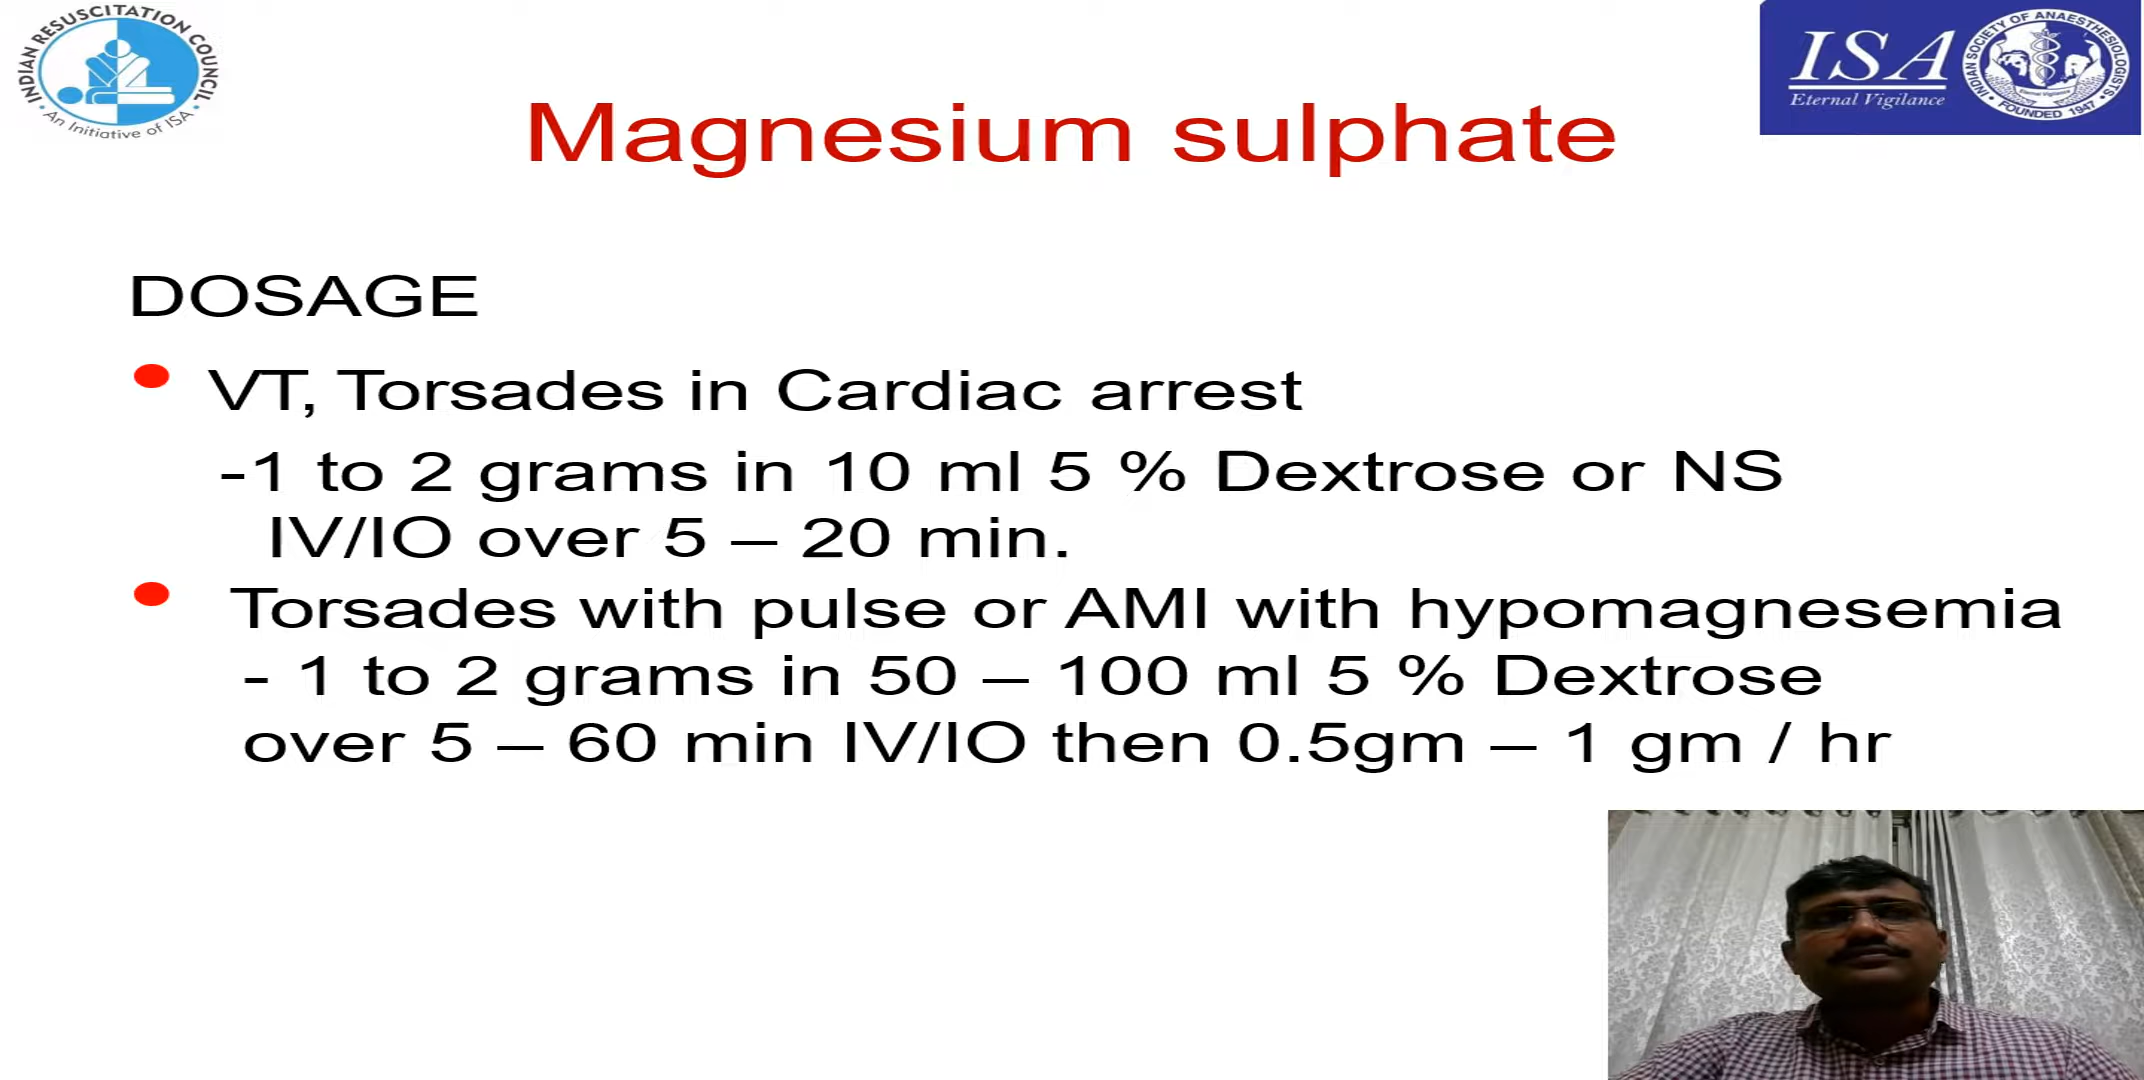 INDIAN RESUSCITATION COUNCIL
An Initiative of ISA
ISA
Eternal Vigilance
INDIAN SOCIETY OF ANAESTHESIOLOGISTS
Eternal Vigilance
FOUNDED 1947
Magnesium sulphate
DOSAGE
• VT, Torsades in Cardiac arrest
-1 to 2 grams in 10 ml 5 % Dextrose or NS
IV/IO over 5 – 20 min.
• Torsades with pulse or AMI with hypomagnesemia
- 1 to 2 grams in 50 – 100 ml 5 % Dextrose
over 5 – 60 min IV/IO then 0.5gm – 1 gm / hr